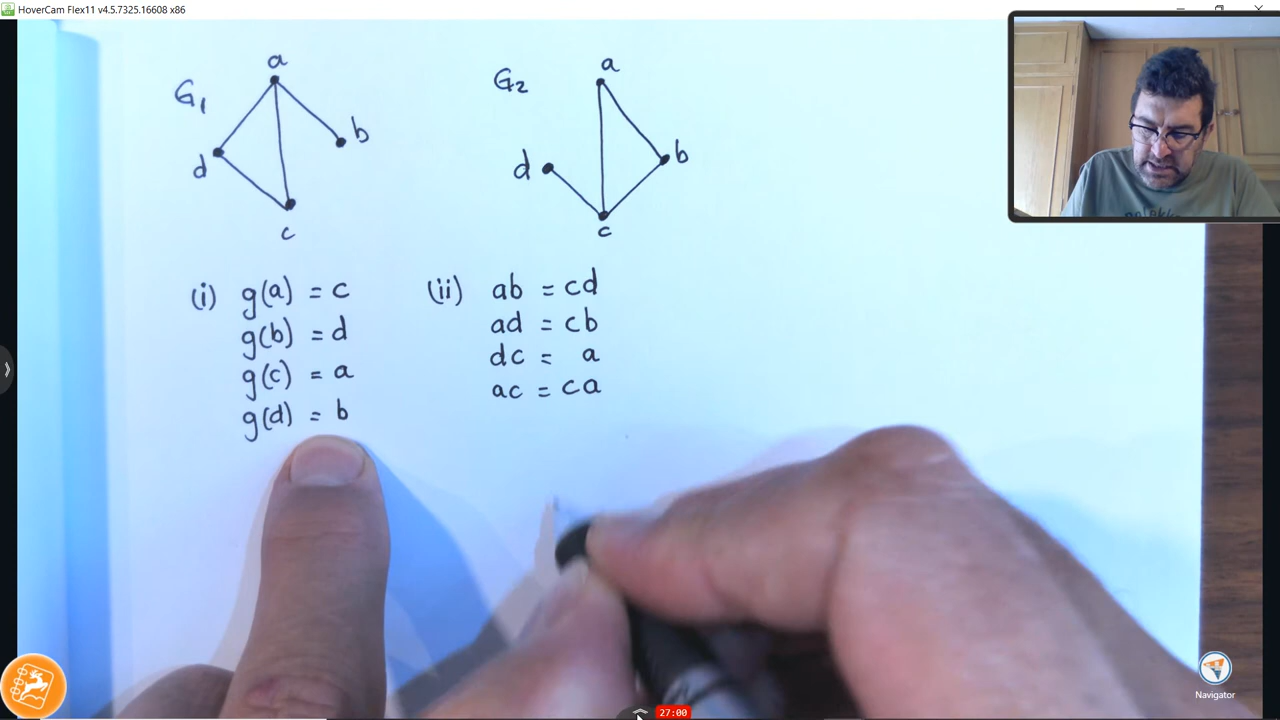 HoverCam Flex11 v4.5.7325.16608 x86
G₁
a
b
c
d
G₂
a
b
c
d
(i) g(a) = c
g(b) = d
g(c) = a
g(d) = b
(ii) ab = cd
ad = cb
dc = a
ac = ca
Navigator
27:00